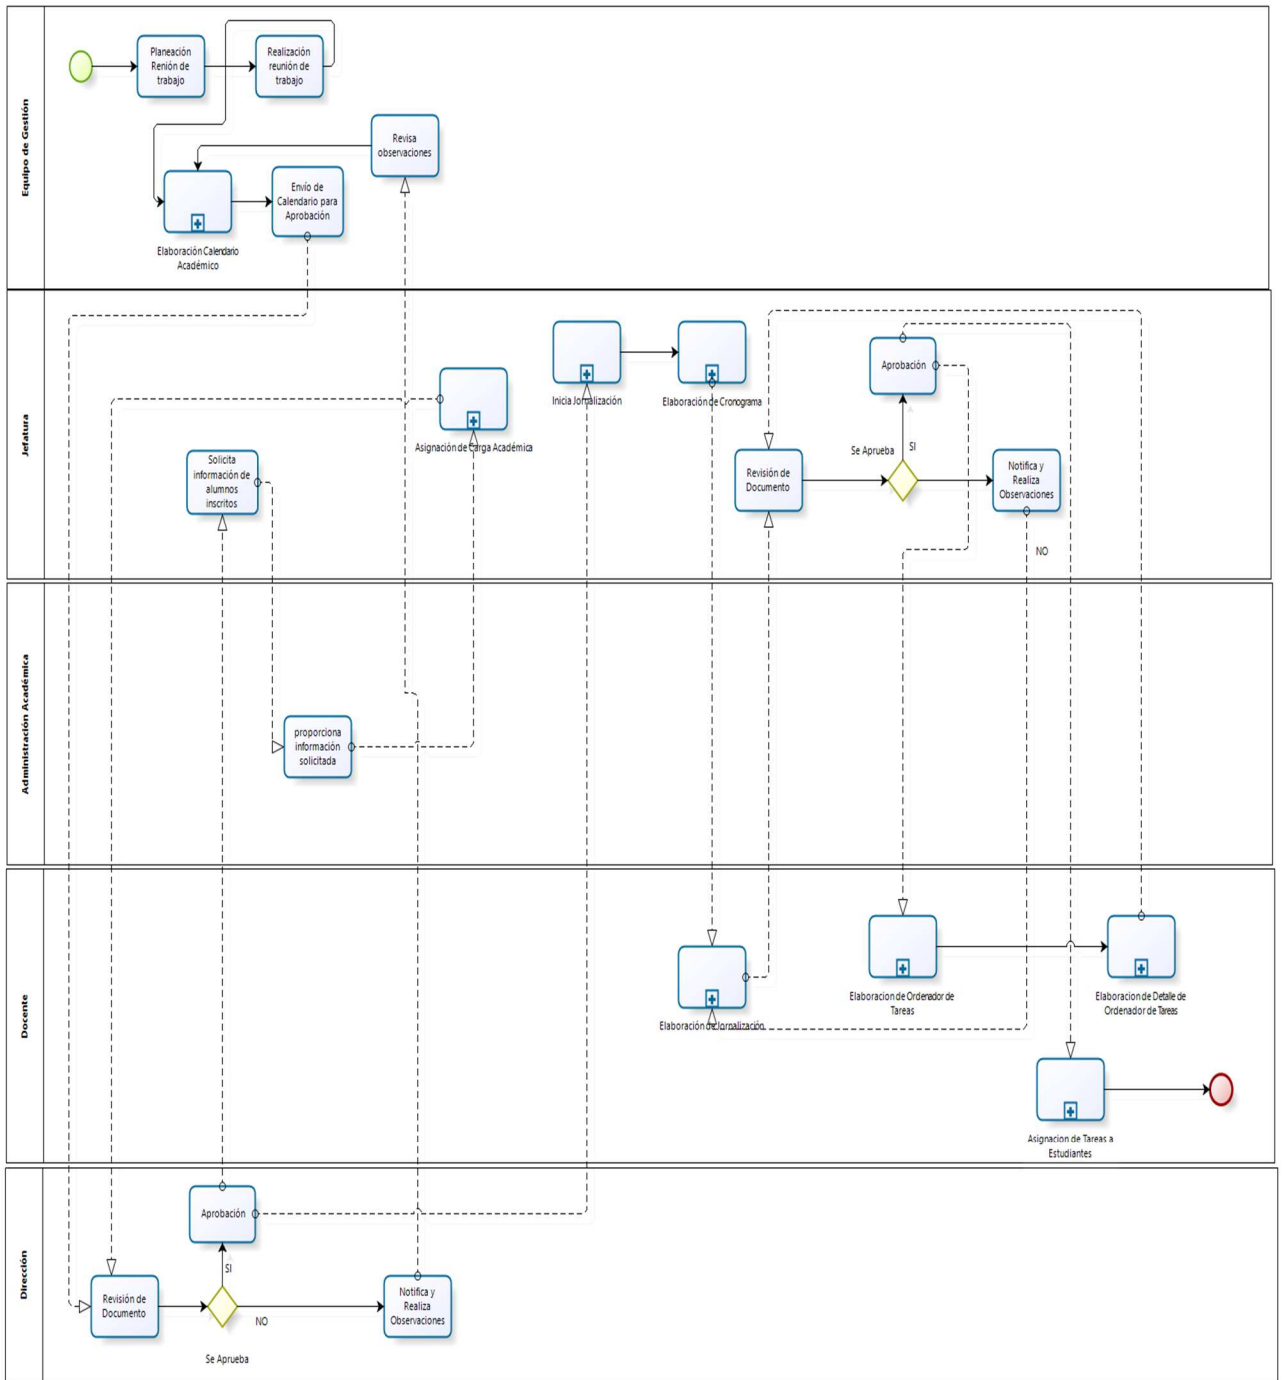 Equipo de Gestión
Planeación
Renión de
trabajo
Realización
reunión de
trabajo
Revisa
observaciones
Elaboración Calendario
Académico
Envío de
Calendario para
Aprobación
Jefatura
Solicita
información de
alumnos
inscritos
Asignación de Carga Académica
Inicia Jornalización
Elaboración de Cronograma
Revisión de
Documento
Se Aprueba
SI
Aprobación
Notifica y
Realiza
Observaciones
NO
Administración Académica
proporciona
información
solicitada
Docente
Elaboración de Jornalización
Elaboracion de Ordenador de
Tareas
Elaboracion de Detalle de
Ordenador de Tareas
Asignacion de Tareas a
Estudiantes
Dirección
Revisión de
Documento
Aprobación
SI
NO
Se Aprueba
Notifica y
Realiza
Observaciones